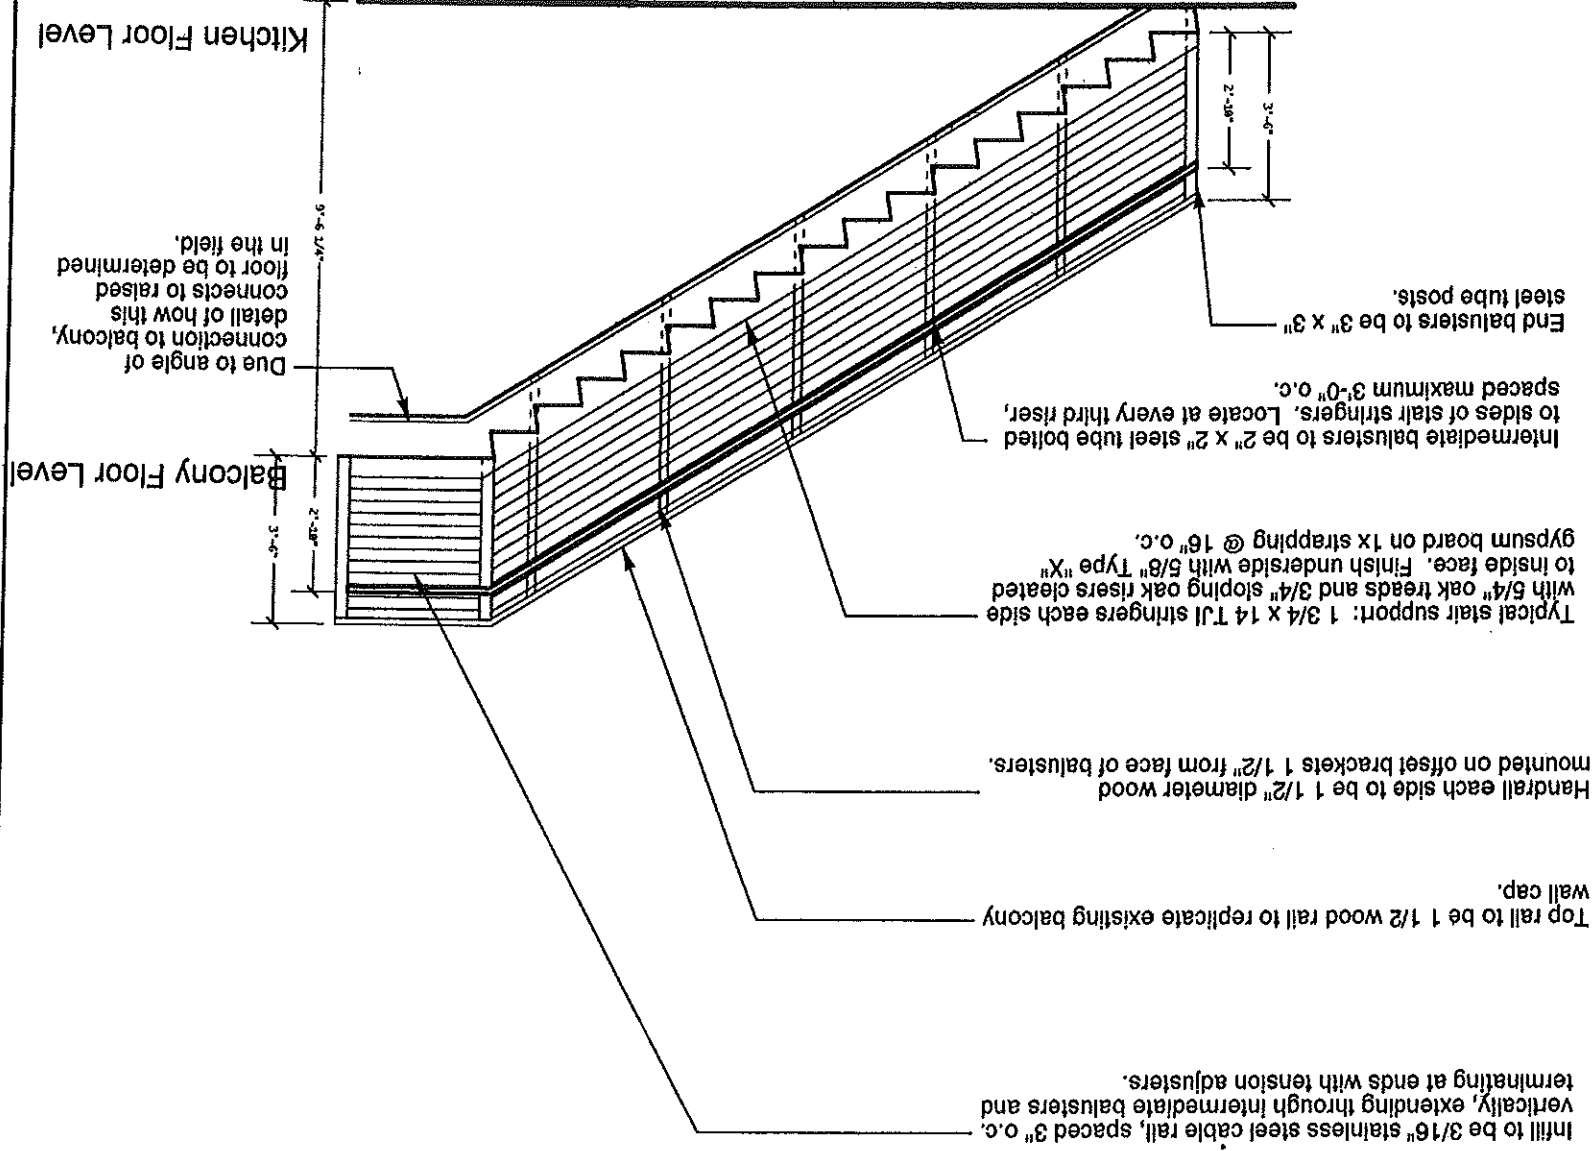 Infill to be 3/16" stainless steel cable rail, spaced 3" o.c.
vertically, extending through intermediate balusters and
terminating at ends with tension adjusters.
Top rail to be 1 1/2 wood rail to replicate existing balcony
wall cap.
Handrail each side to be 1 1/2" diameter wood
mounted on offset brackets 1 1/2" from face of balusters.
Typical stair support: 1 3/4 x 14 TJI stringers each side
with 5/4" oak treads and 3/4" sloping oak risers cleated
to inside face. Finish underside with 5/8" Type "X"
gypsum board on 1x strapping @ 16" o.c.
Intermediate balusters to be 2" x 2" steel tube bolted
to sides of stair stringers. Locate at every third riser,
spaced maximum 3'-0" o.c.
End balusters to be 3" x 3"
steel tube posts.
3'-6"
2'-10"
Balcony Floor Level
Due to angle of
connection to balcony,
detail of how this
connects to raised
floor to be determined
in the field.
9'-6 1/4"
3'-6"
2'-10"
Kitchen Floor Level